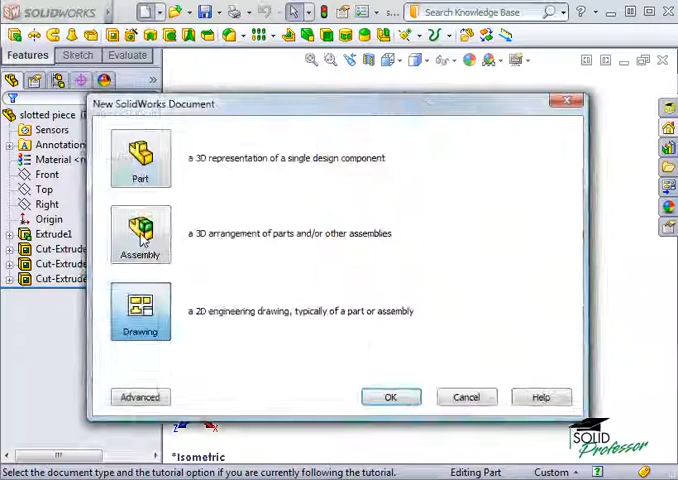 SOLIDWORKS
s...
Search Knowledge Base
Features
Sketch
Evaluate
New SolidWorks Document
slotted piece
Sensors
Annotation
Material <n
Front
Top
Right
Origin
Extrude1
Cut-Extrude
Cut-Extrude
Cut-Extrude
Part
a 3D representation of a single design component
Assembly
a 3D arrangement of parts and/or other assemblies
Drawing
a 2D engineering drawing, typically of a part or assembly
Advanced
OK
Cancel
Help
Z
X
*Isometric
SOLID
Professor
Select the document type and the tutorial option if you are currently following the tutorial.
Editing Part
Custom